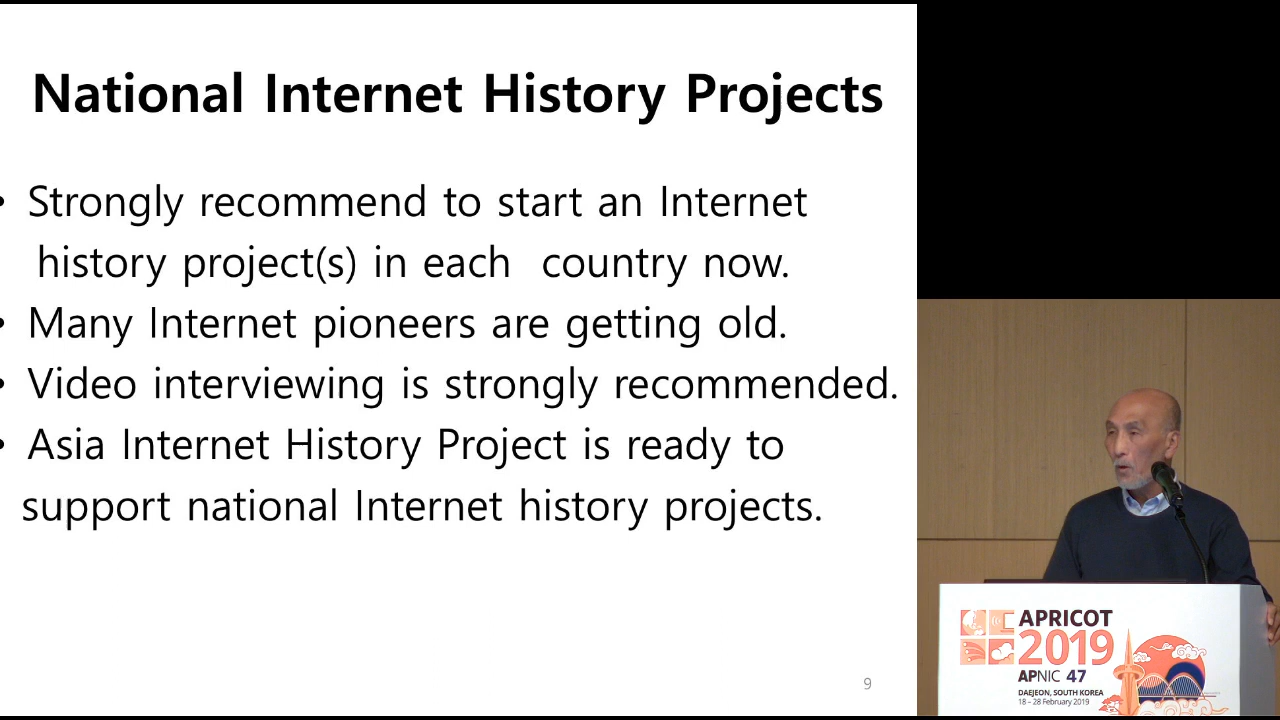 National Internet History Projects
• Strongly recommend to start an Internet
history project(s) in each country now.
• Many Internet pioneers are getting old.
• Video interviewing is strongly recommended.
• Asia Internet History Project is ready to
support national Internet history projects.
9
APRICOT
2019
APNIC 47
DAEJEON, SOUTH KOREA
18 – 28 February 2019